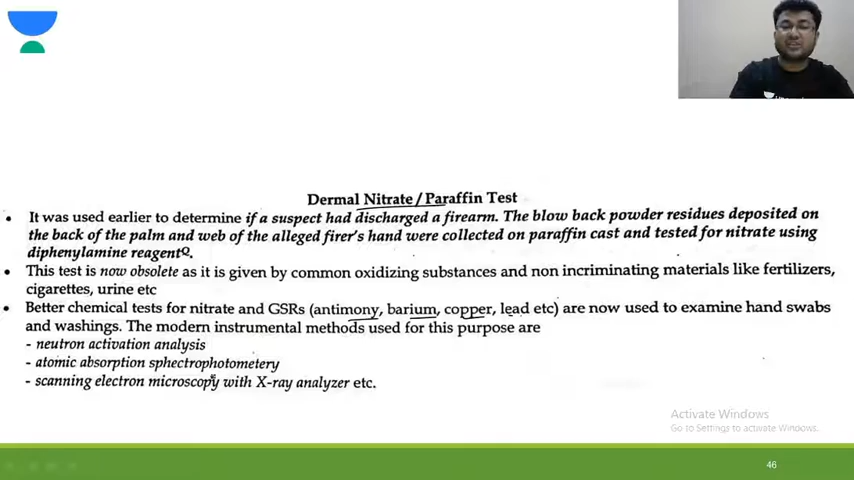 Dermal Nitrate / Paraffin Test
• It was used earlier to determine if a suspect had discharged a firearm. The blow back powder residues deposited on
the back of the palm and web of the alleged firer's hand were collected on paraffin cast and tested for nitrate using
diphenylamine reagentQ.
• This test is now obsolete as it is given by common oxidizing substances and non incriminating materials like fertilizers,
cigarettes, urine etc
• Better chemical tests for nitrate and GSRs (antimony, barium, copper, lead etc) are now used to examine hand swabs
and washings. The modern instrumental methods used for this purpose are
- neutron activation analysis
- atomic absorption sphectrophotometery
- scanning electron microscopy with X-ray analyzer etc.
Activate Windows
Go to Settings to activate Windows.
46